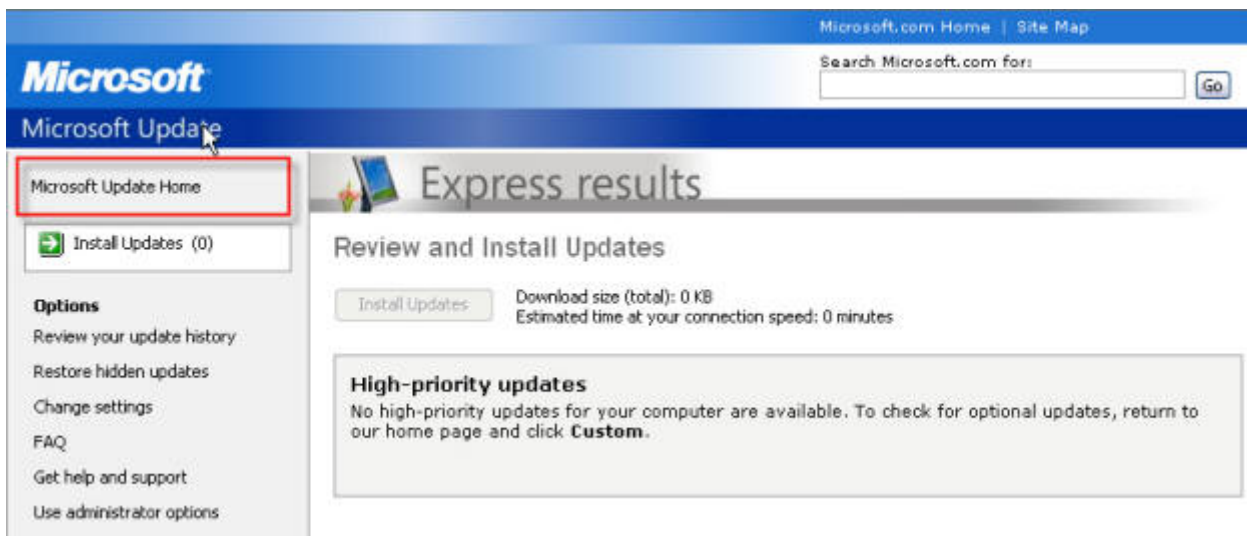 Microsoft.com Home | Site Map
Microsoft
Search Microsoft.com for:
Go
Microsoft Update
Microsoft Update Home
Install Updates (0)
Options
Review your update history
Restore hidden updates
Change settings
FAQ
Get help and support
Use administrator options
Express results
Review and Install Updates
Install Updates
Download size (total): 0 KB
Estimated time at your connection speed: 0 minutes
High-priority updates
No high-priority updates for your computer are available. To check for optional updates, return to
our home page and click Custom.